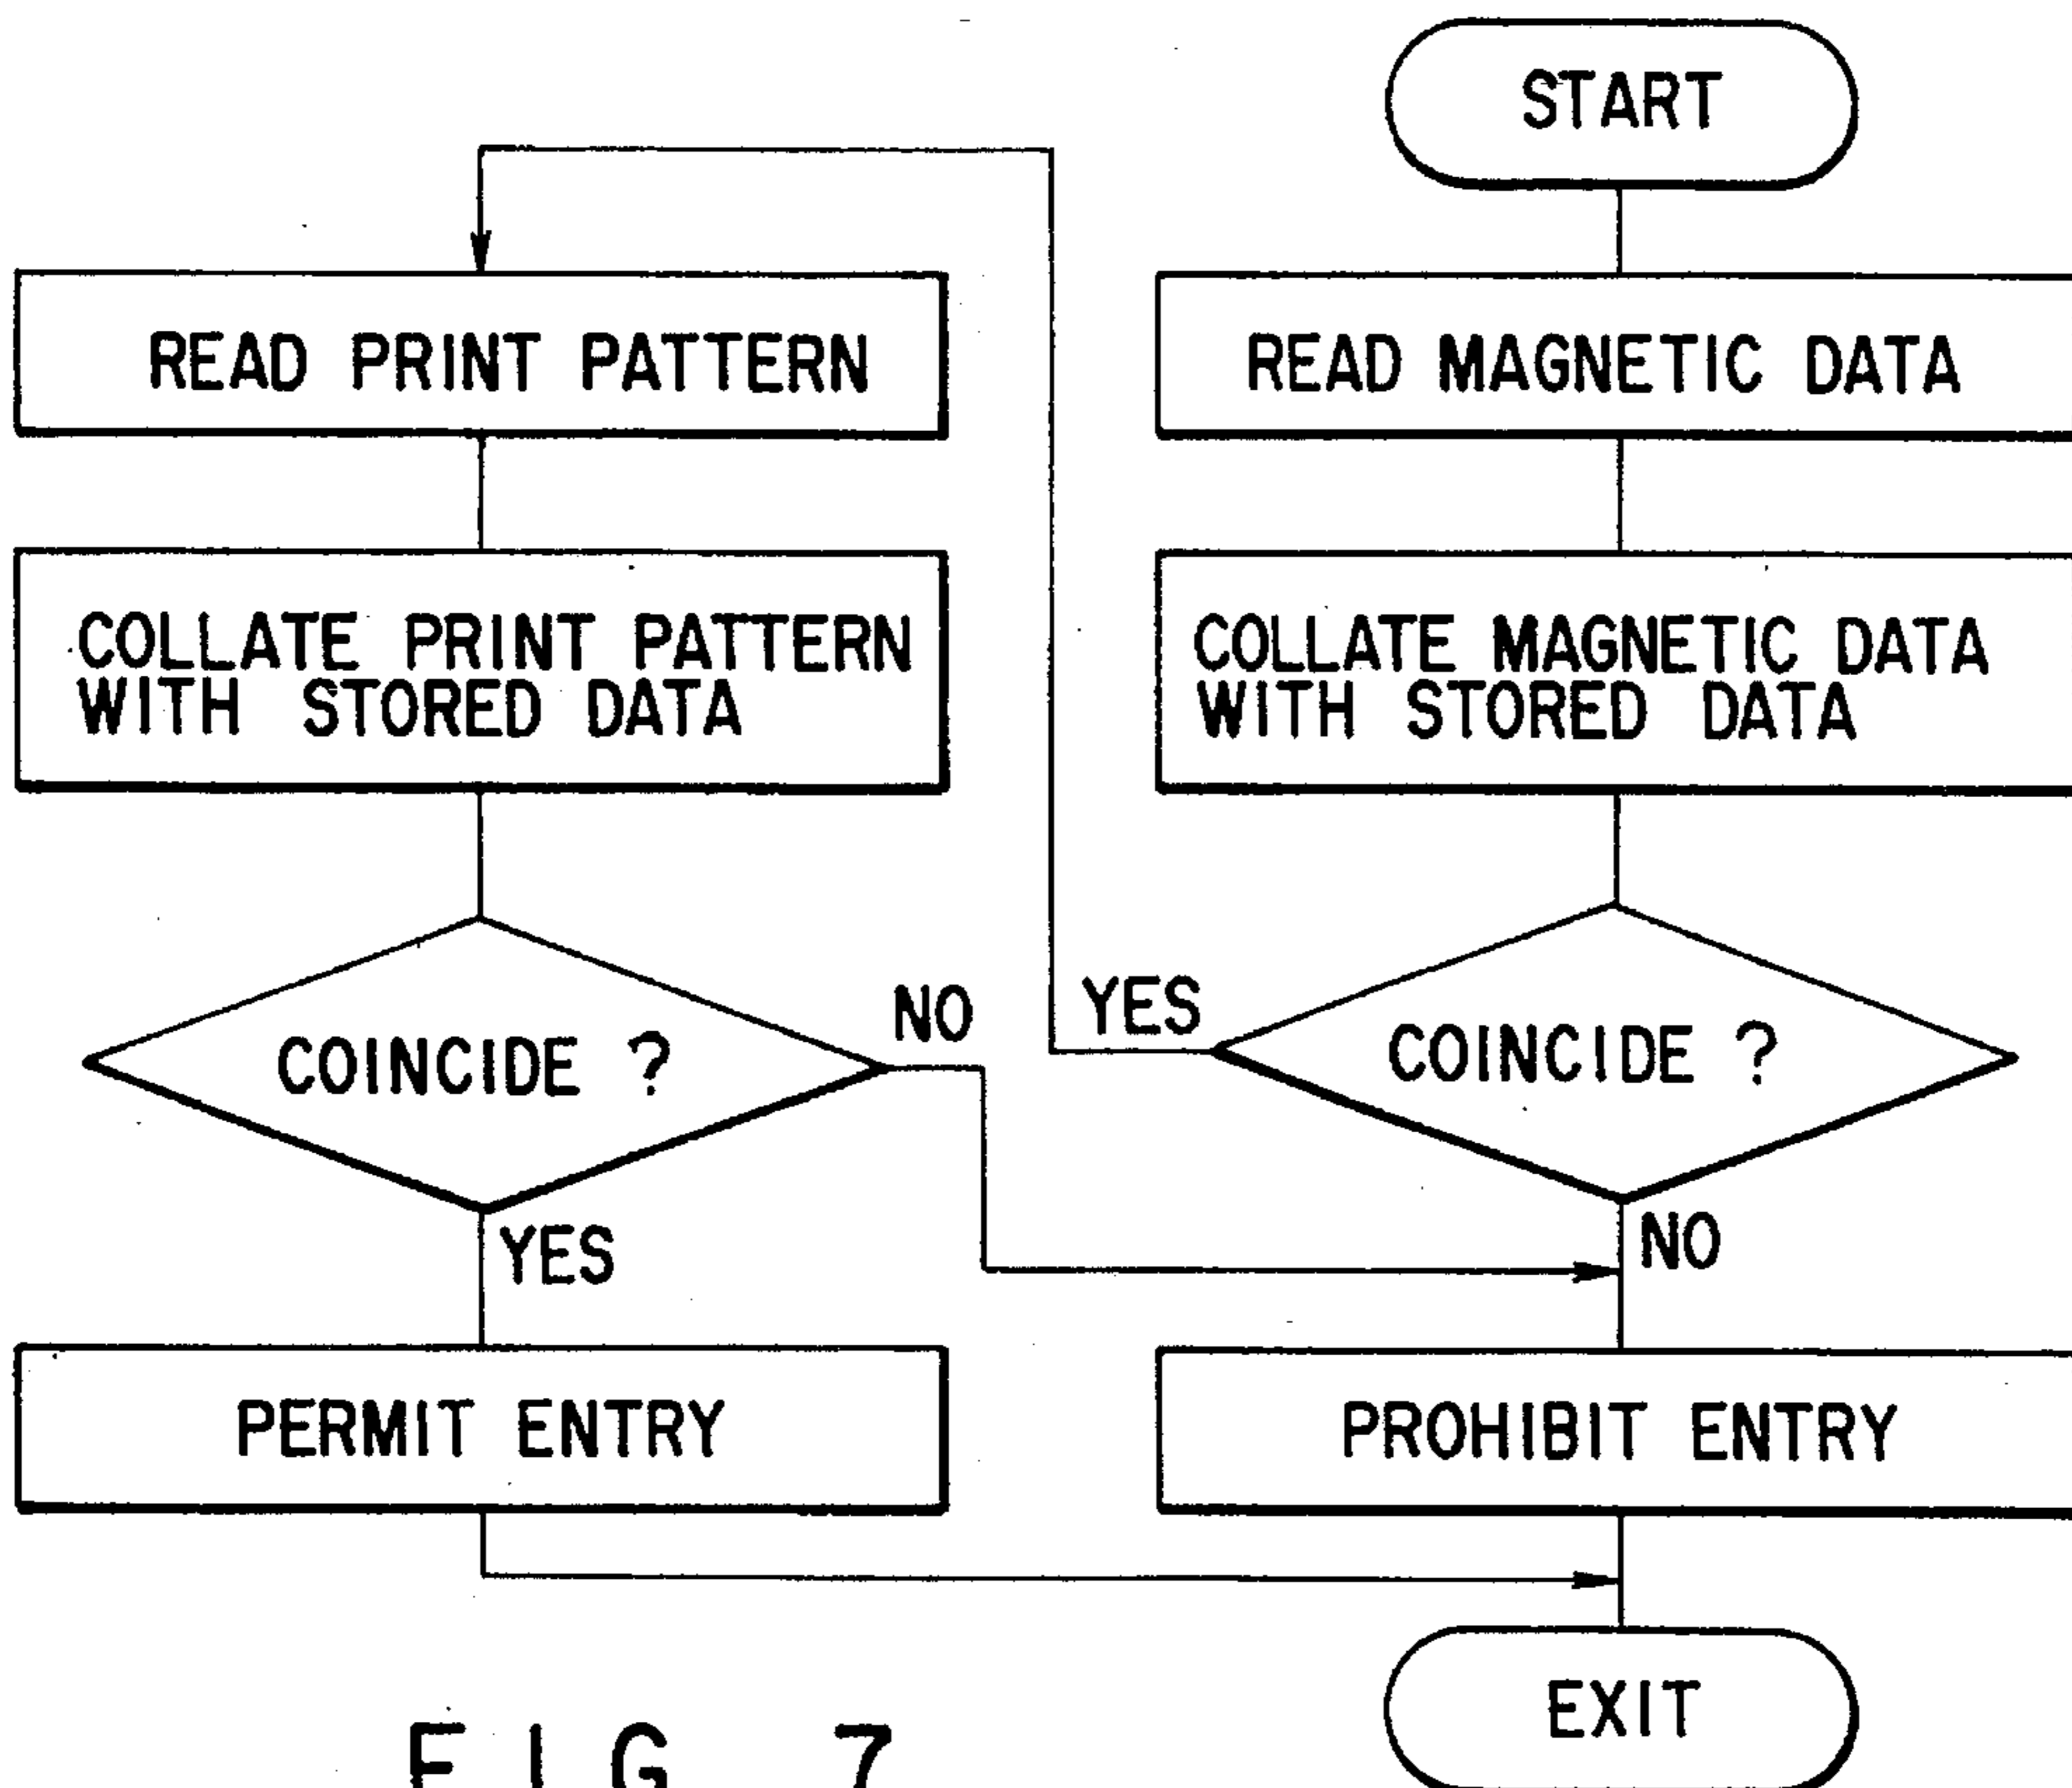 START
READ MAGNETIC DATA
COLLATE MAGNETIC DATA
WITH STORED DATA
COINCIDE ?
YES
NO
READ PRINT PATTERN
COLLATE PRINT PATTERN
WITH STORED DATA
COINCIDE ?
NO
YES
PERMIT ENTRY
PROHIBIT ENTRY
EXIT
FIG 7